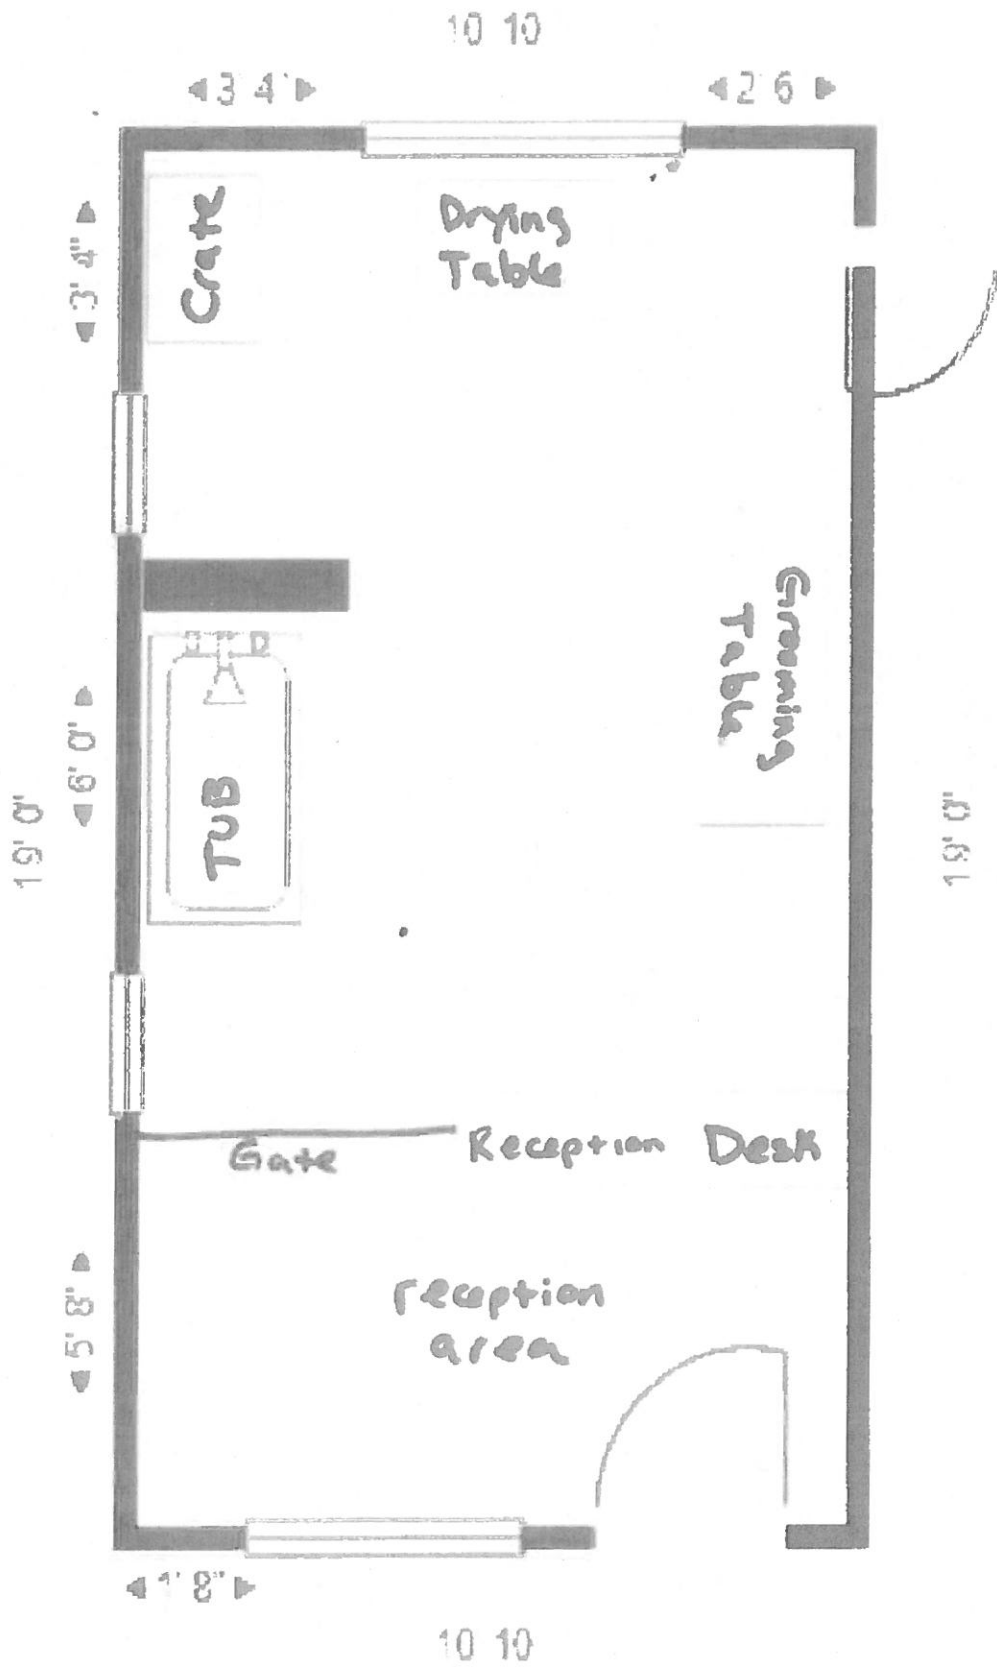 10 10
3 4'
2 6
Crate
Drying
Table
3' 4"
Grooming
Table
6' 0"
TUB
19' 0"
19' 0"
Gate
Reception Desk
5' 8"
reception
area
1' 8"
10 10